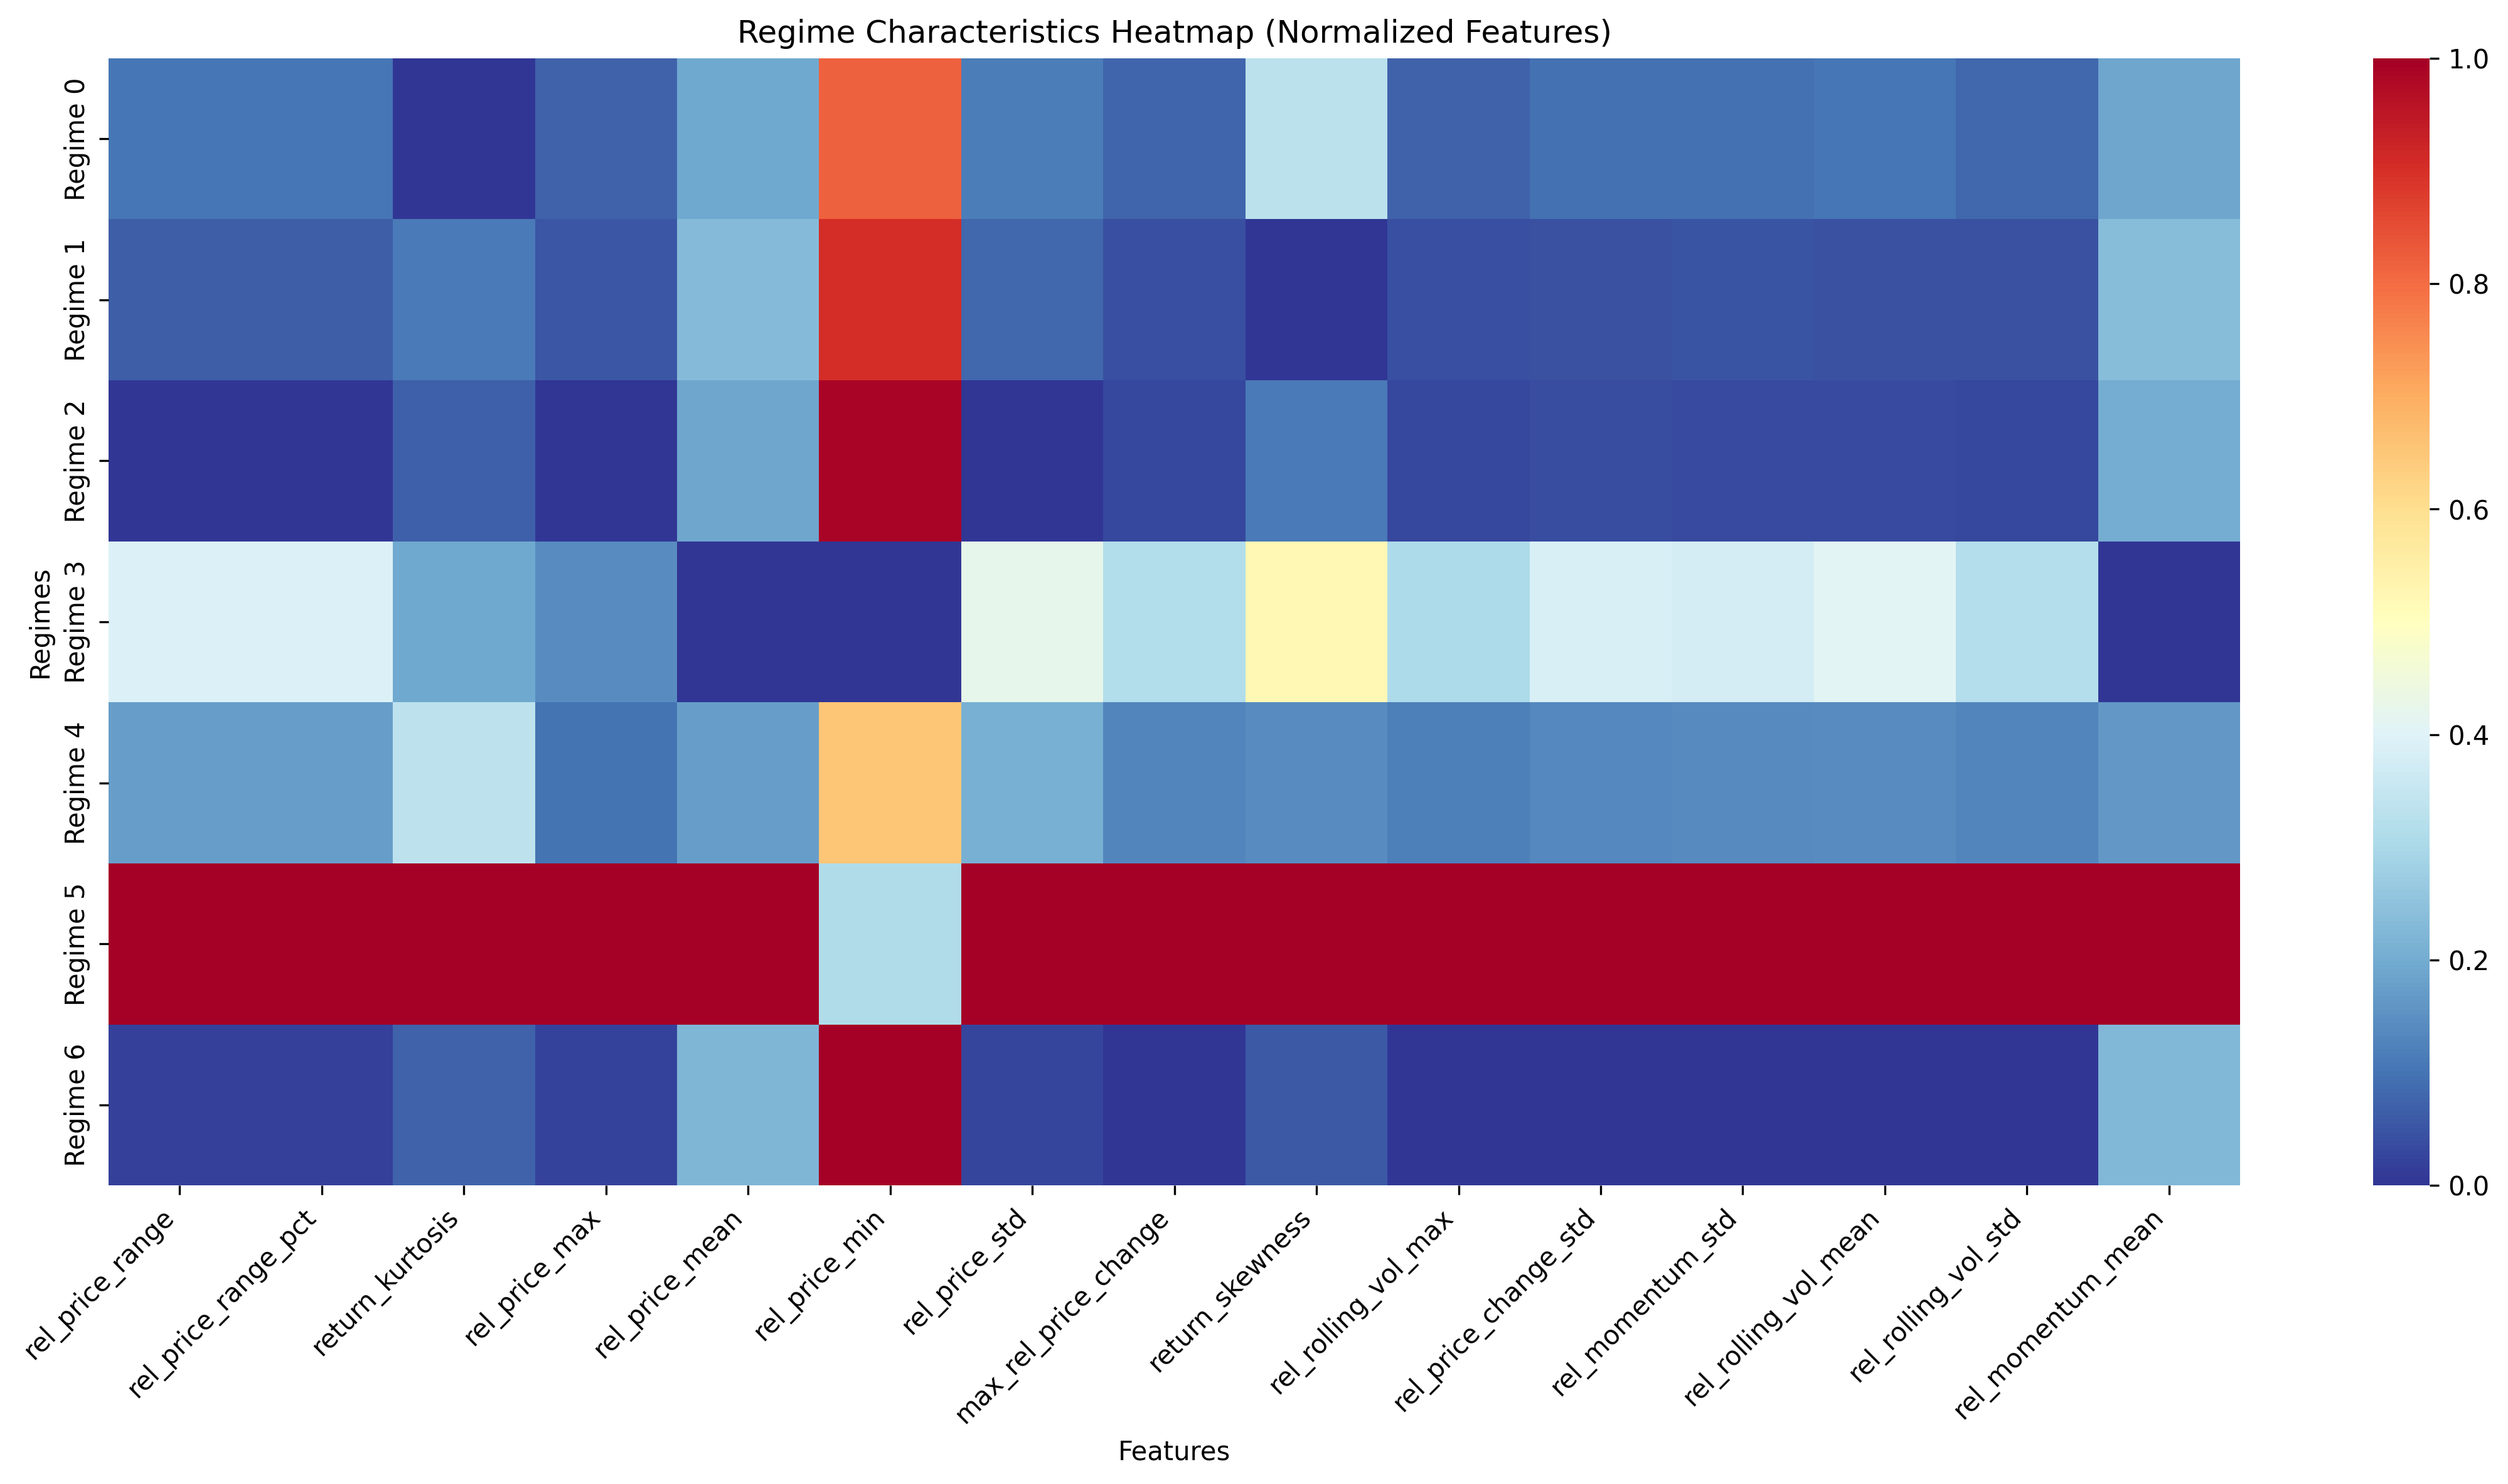 Regime Characteristics Heatmap (Normalized Features)
Regimes
Regime 0
Regime 1
Regime 2
Regime 3
Regime 4
Regime 5
Regime 6
1.0
0.8
0.6
0.4
0.2
0.0
rel_price_range
rel_price_range_pct
return_kurtosis
rel_price_max
rel_price_mean
rel_price_min
rel_price_std
max_rel_price_change
return_skewness
rel_rolling_vol_max
rel_price_change_std
rel_momentum_std
rel_rolling_vol_mean
rel_rolling_vol_std
rel_momentum_mean
Features